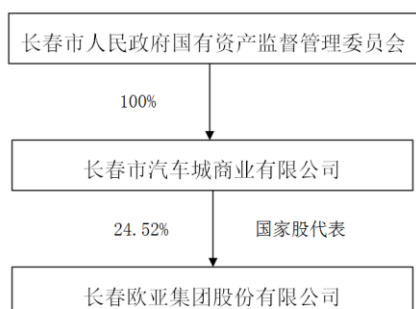 长春市人民政府国有资产监督管理委员会
100%
长春市汽车城商业有限公司
24.52% 国家股代表
长春欧亚集团股份有限公司